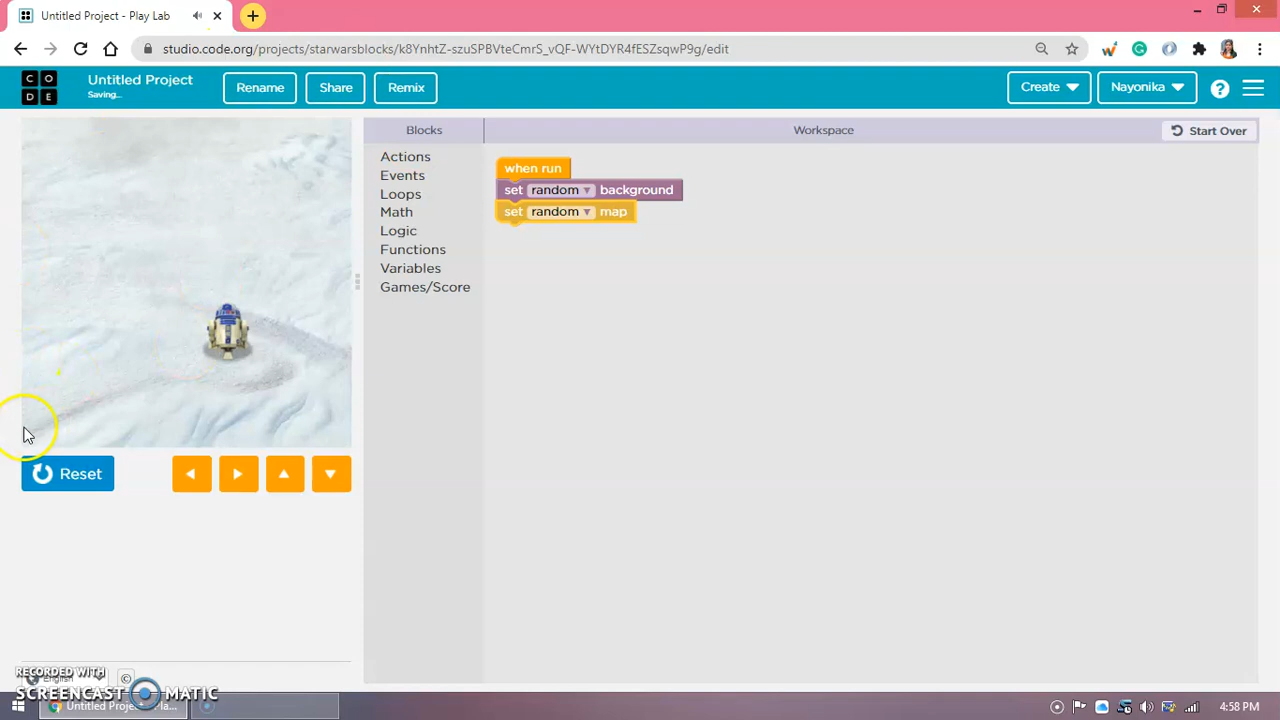 Untitled Project - Play Lab
studio.code.org/projects/starwarsblocks/k8YnhtZ-szuSPBVteCmrS_vQF-WYtDYR4fESZsqwP9g/edit
C O D E
Untitled Project
Saving...
Rename
Share
Remix
Create
Nayonika
?
Blocks
Workspace
Start Over
Actions
Events
Loops
Math
Logic
Functions
Variables
Games/Score
when run
set random background
set random map
Reset
English
©
RECORDED WITH
SCREENCAST MATIC
Untitled Project - Pla...
4:58 PM